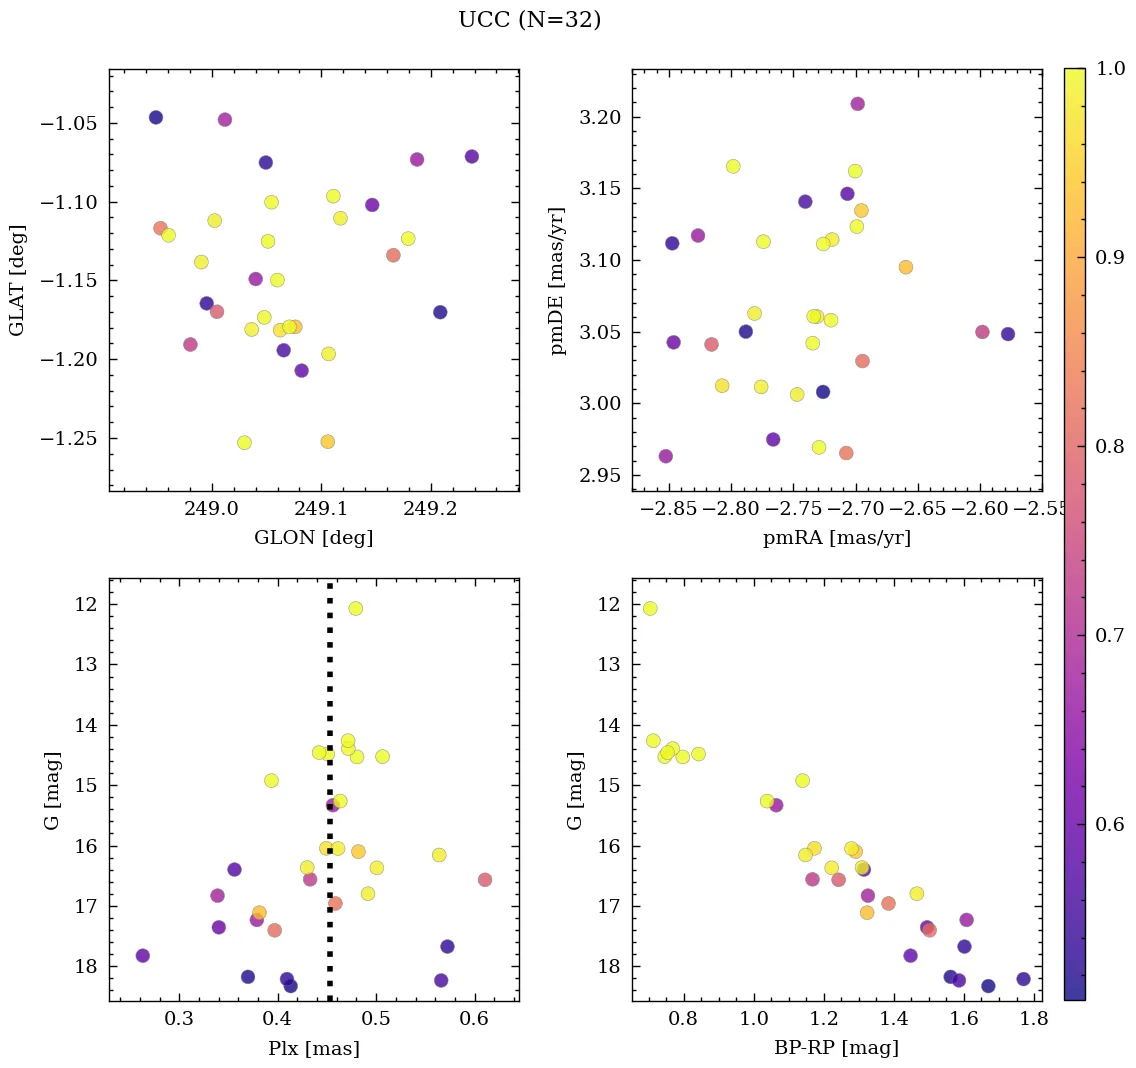 UCC (N=32)
−1.05
−1.10
−1.15
−1.20
−1.25
GLAT [deg]
249.0 249.1 249.2
GLON [deg]
3.20
3.15
3.10
3.05
3.00
2.95
pmDE [mas/yr]
−2.85 −2.80 −2.75 −2.70 −2.65 −2.60 −2.55
pmRA [mas/yr]
1.0
0.9
0.8
0.7
0.6
12
13
14
15
16
17
18
G [mag]
0.3 0.4 0.5 0.6
Plx [mas]
12
13
14
15
16
17
18
G [mag]
0.8 1.0 1.2 1.4 1.6 1.8
BP-RP [mag]